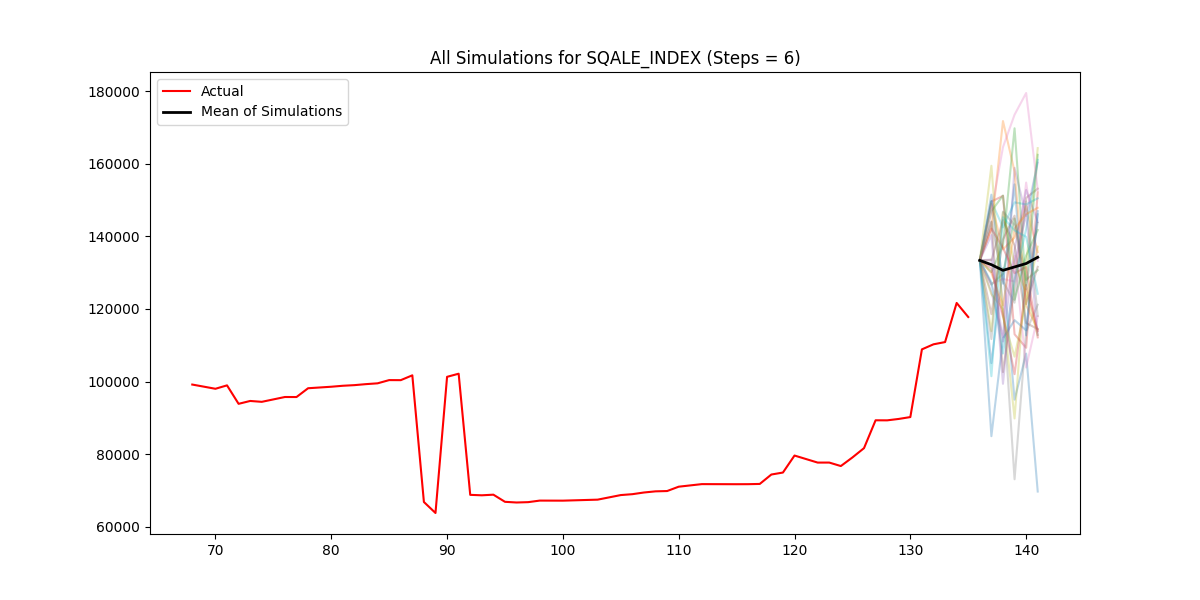 All Simulations for SQALE_INDEX (Steps = 6)
Actual
Mean of Simulations
180000
160000
140000
120000
100000
80000
60000
70 80 90 100 110 120 130 140